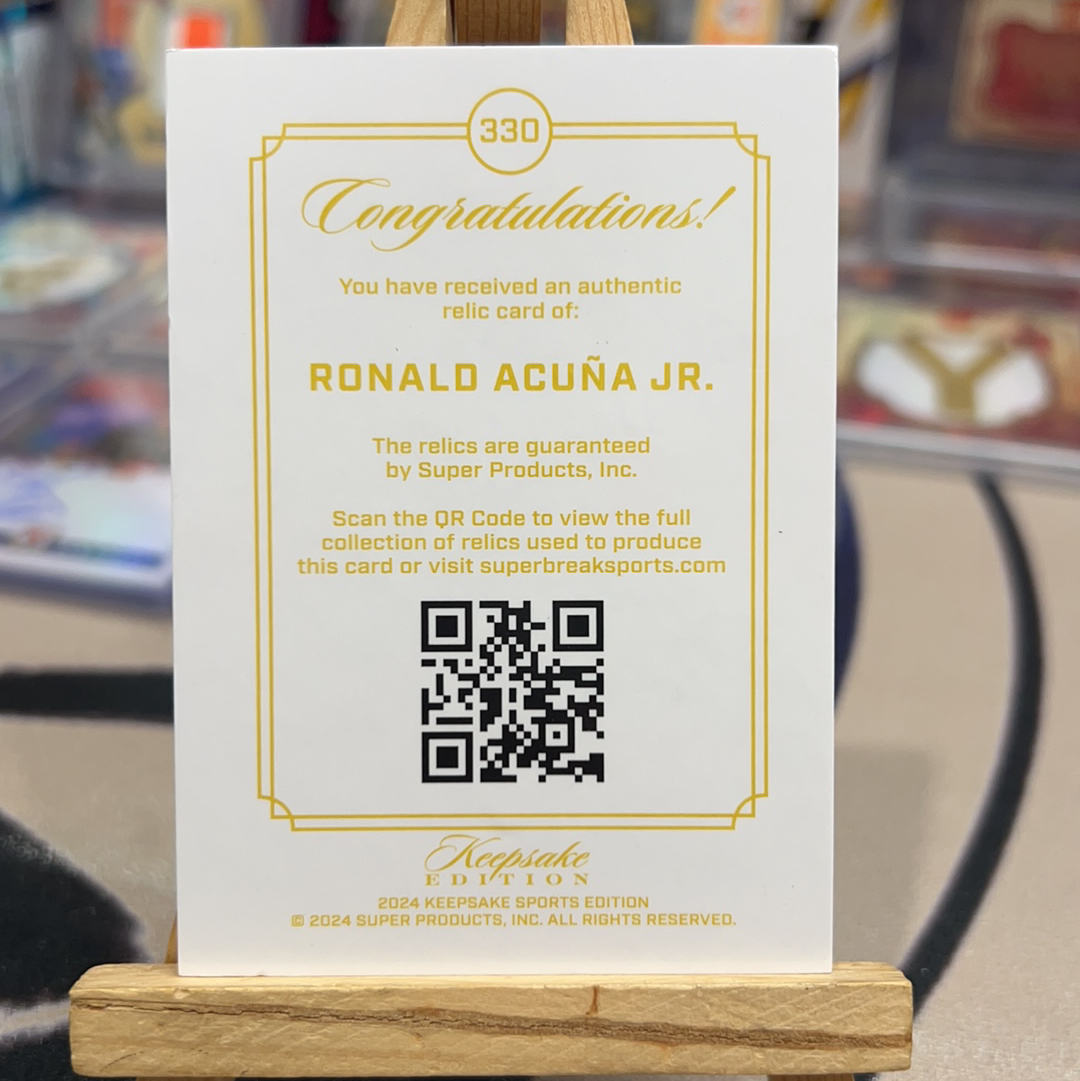 330
Congratulations!
You have received an authentic
relic card of:
RONALD ACUÑA JR.
The relics are guaranteed
by Super Products, Inc.
Scan the QR Code to view the full
collection of relics used to produce
this card or visit superbreaksports.com
Keepsake
EDITION
2024 KEEPSAKE SPORTS EDITION
© 2024 SUPER PRODUCTS, INC. ALL RIGHTS RESERVED.